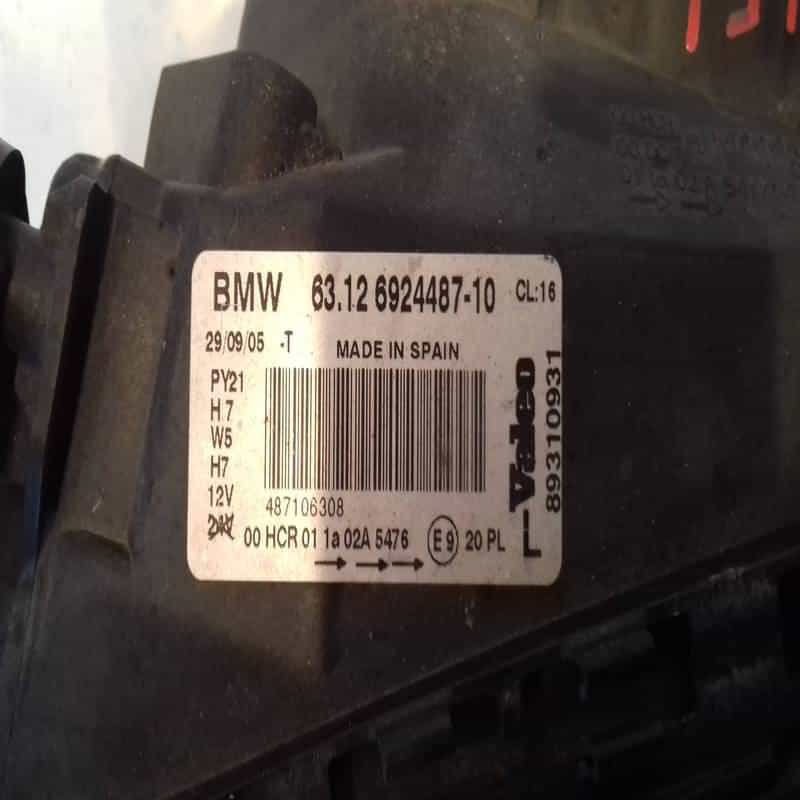 BMW 63.12 6924487-10 CL:16
29/09/05 -T MADE IN SPAIN
PY21
H7
W5
H7
12V
24V
487106308
00 HCR 01 1a 02A 5476 E9 20 PL
L Valeo
89310931